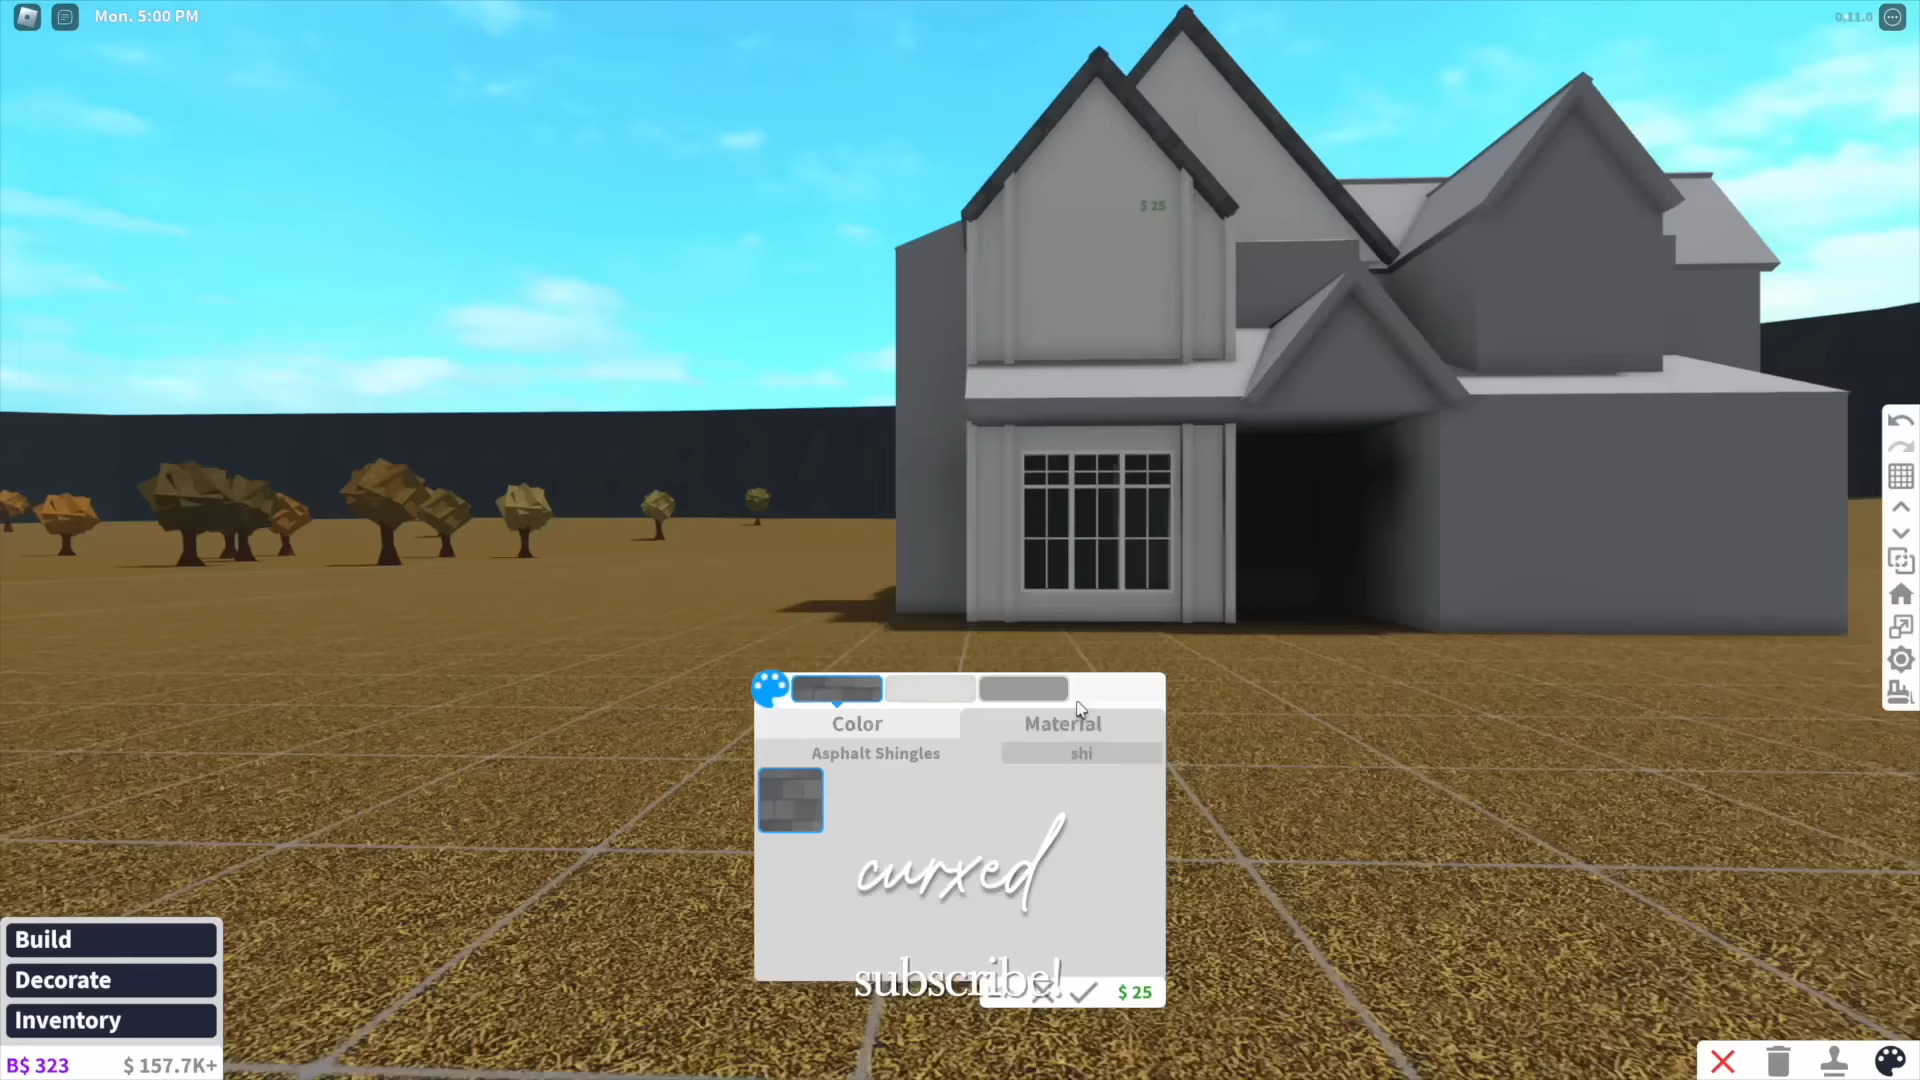 Mon. 5:00 PM
0.11.0
$ 25
Color
Material
Asphalt Shingles
shi
curxed
subscribe!
$ 25
Build
Decorate
Inventory
B$ 323
$ 157.7K+